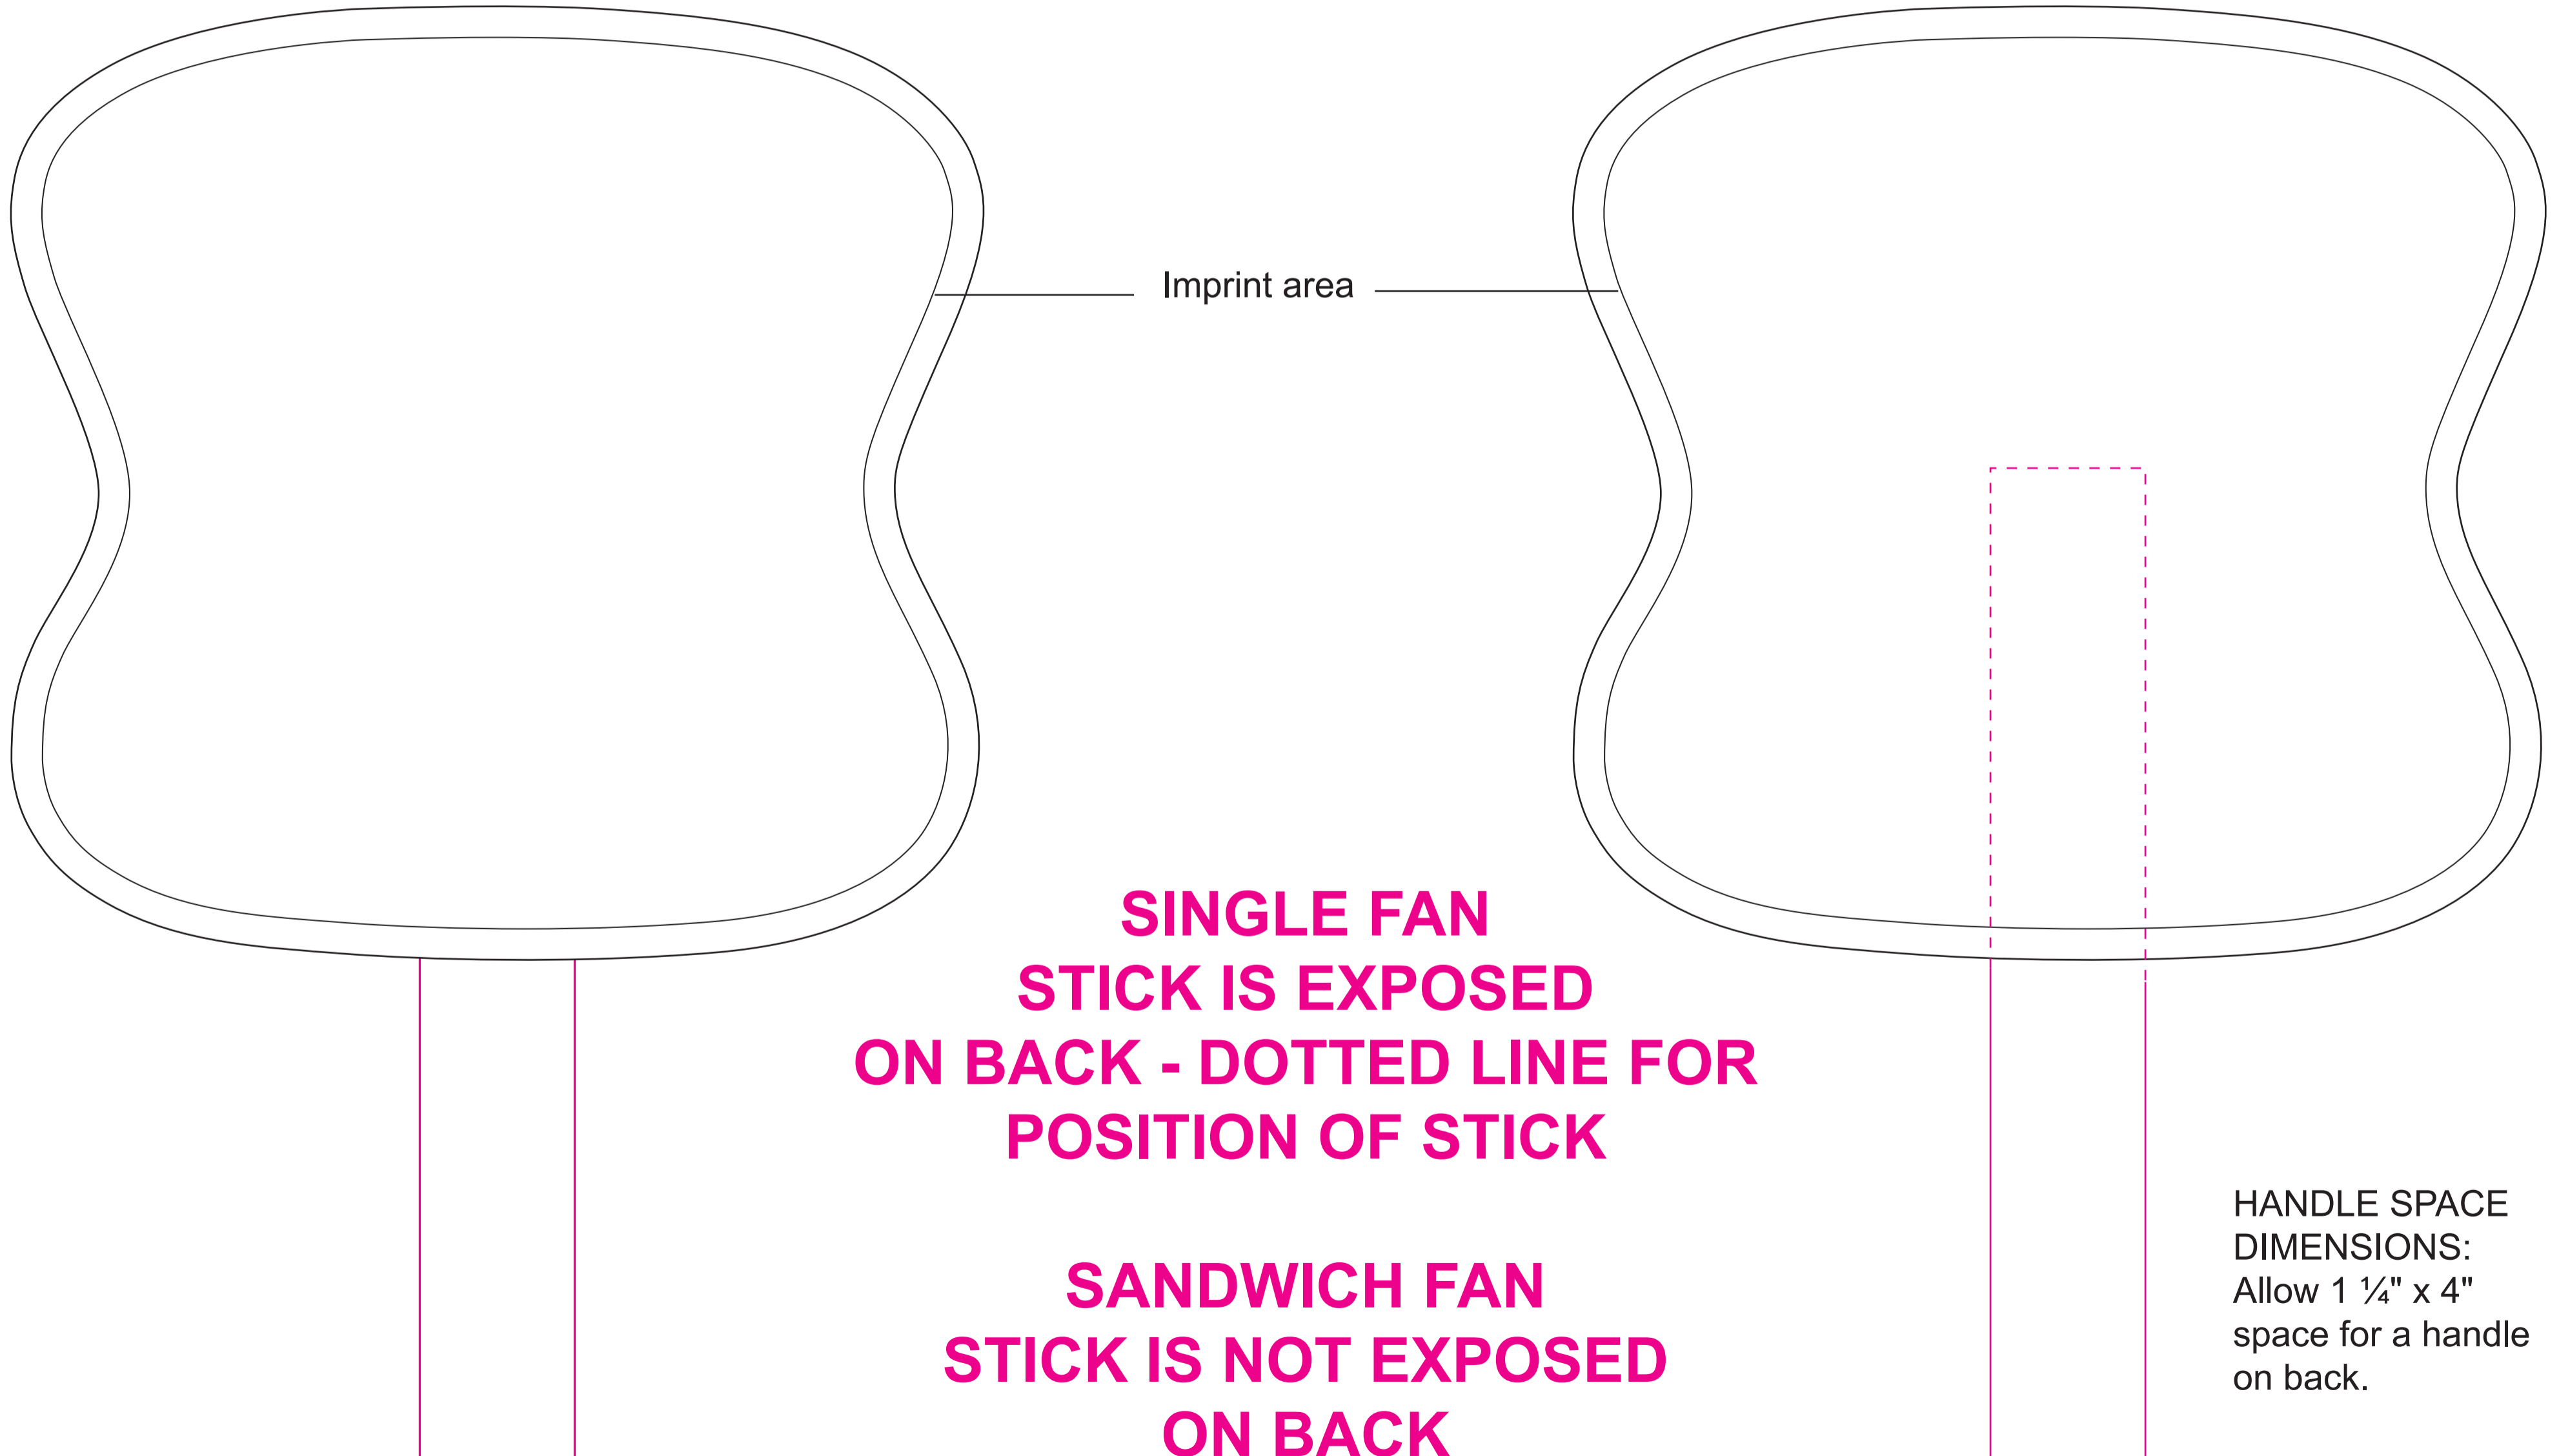 Imprint area
SINGLE FAN
STICK IS EXPOSED
ON BACK - DOTTED LINE FOR
POSITION OF STICK
SANDWICH FAN
STICK IS NOT EXPOSED
ON BACK
HANDLE SPACE
DIMENSIONS:
Allow 1 ¼" x 4"
space for a handle
on back.